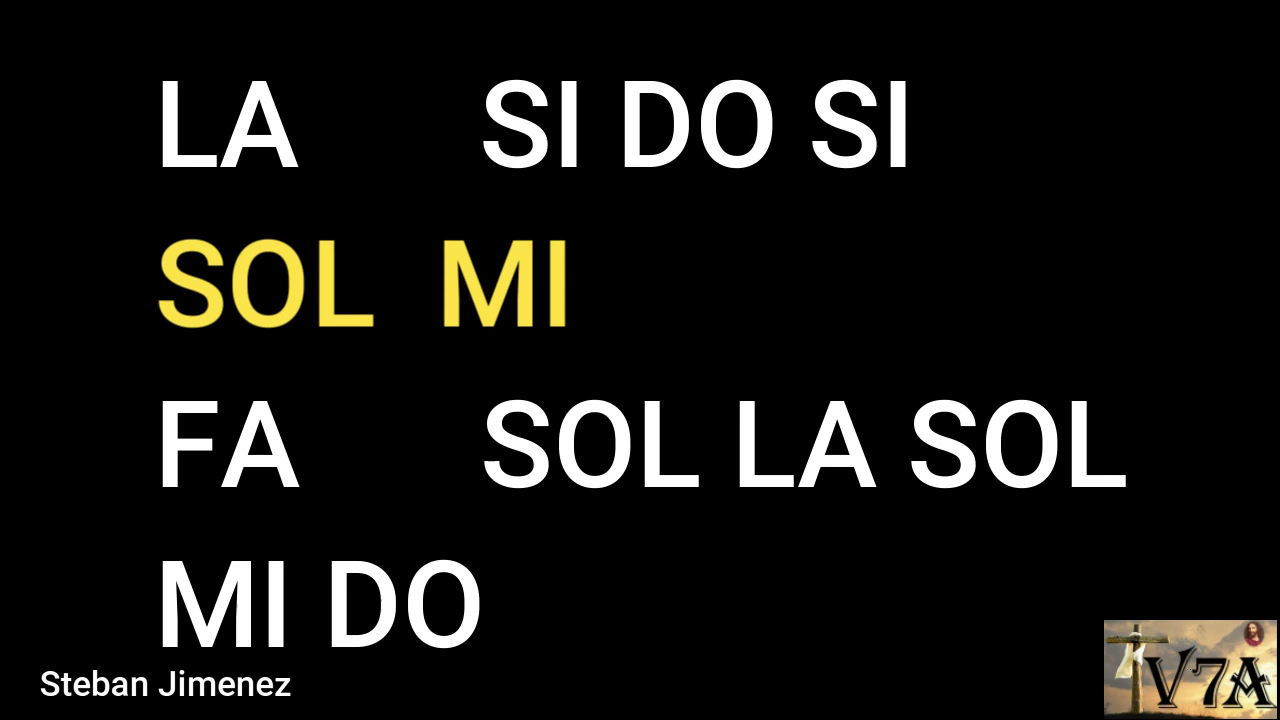 LA SI DO SI
SOL MI
FA SOL LA SOL
MI DO
Steban Jimenez
V7A